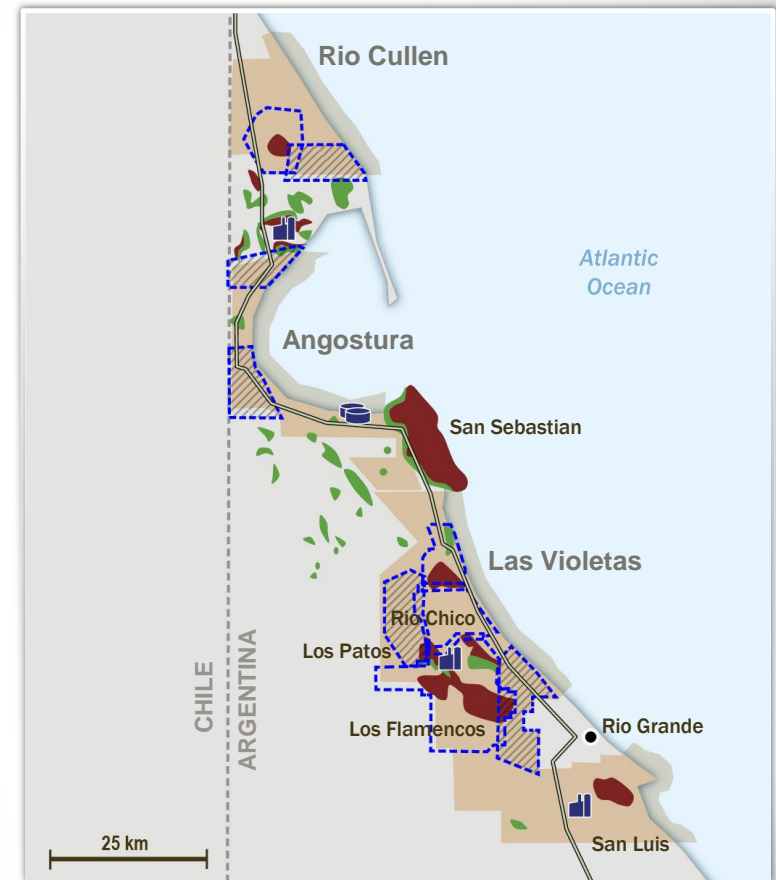 Rio Cullen
Atlantic
Ocean
Angostura
San Sebastian
Las Violetas
Rio Chico
Los Patos
CHILE
ARGENTINA
Los Flamencos
Rio Grande
25 km
San Luis